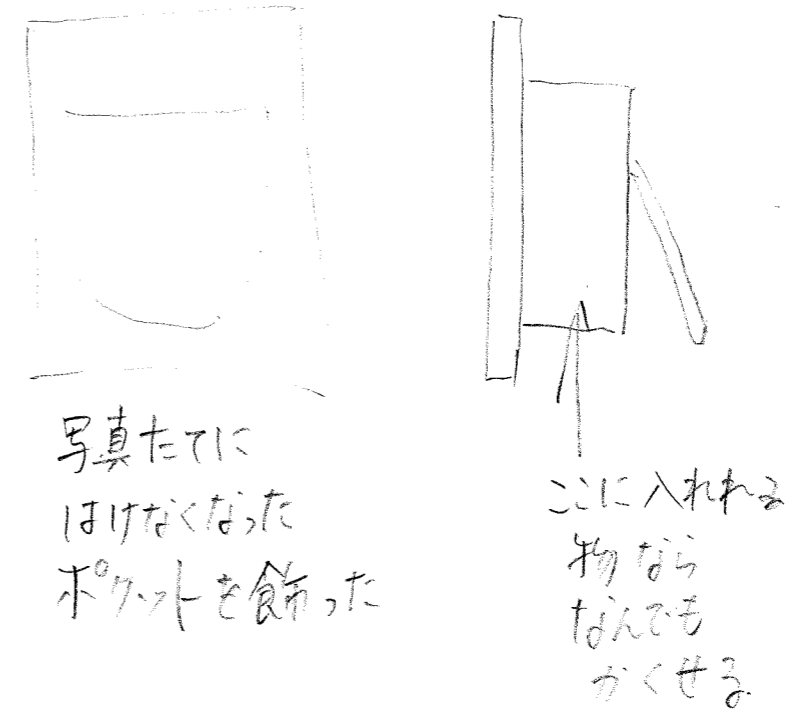 写真たてに
はけなくなった
ポケットを飾った
ここに入れれる
物なら
なんでも
かくせる